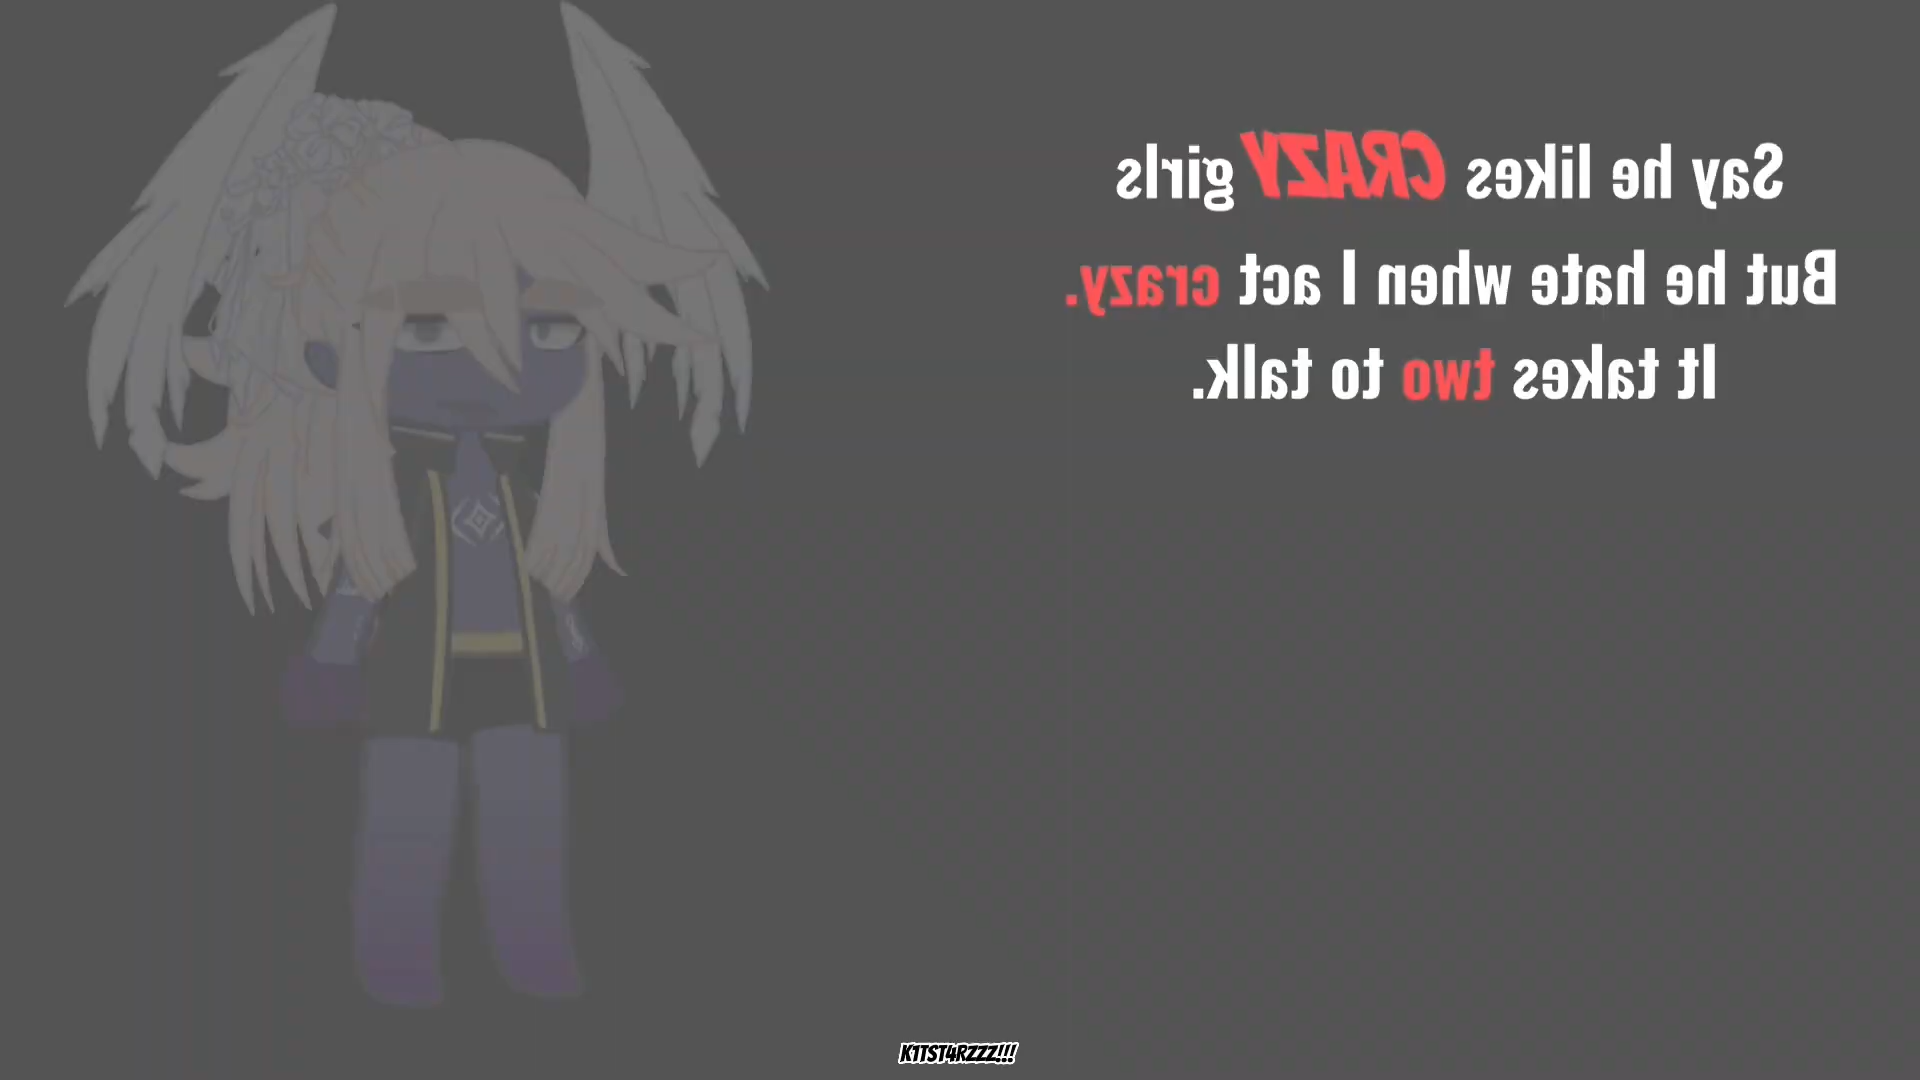 Say he likes CRAZY girls
But he hate when I act crazy.
It takes two to talk.
K1TST4RZZZ!!!